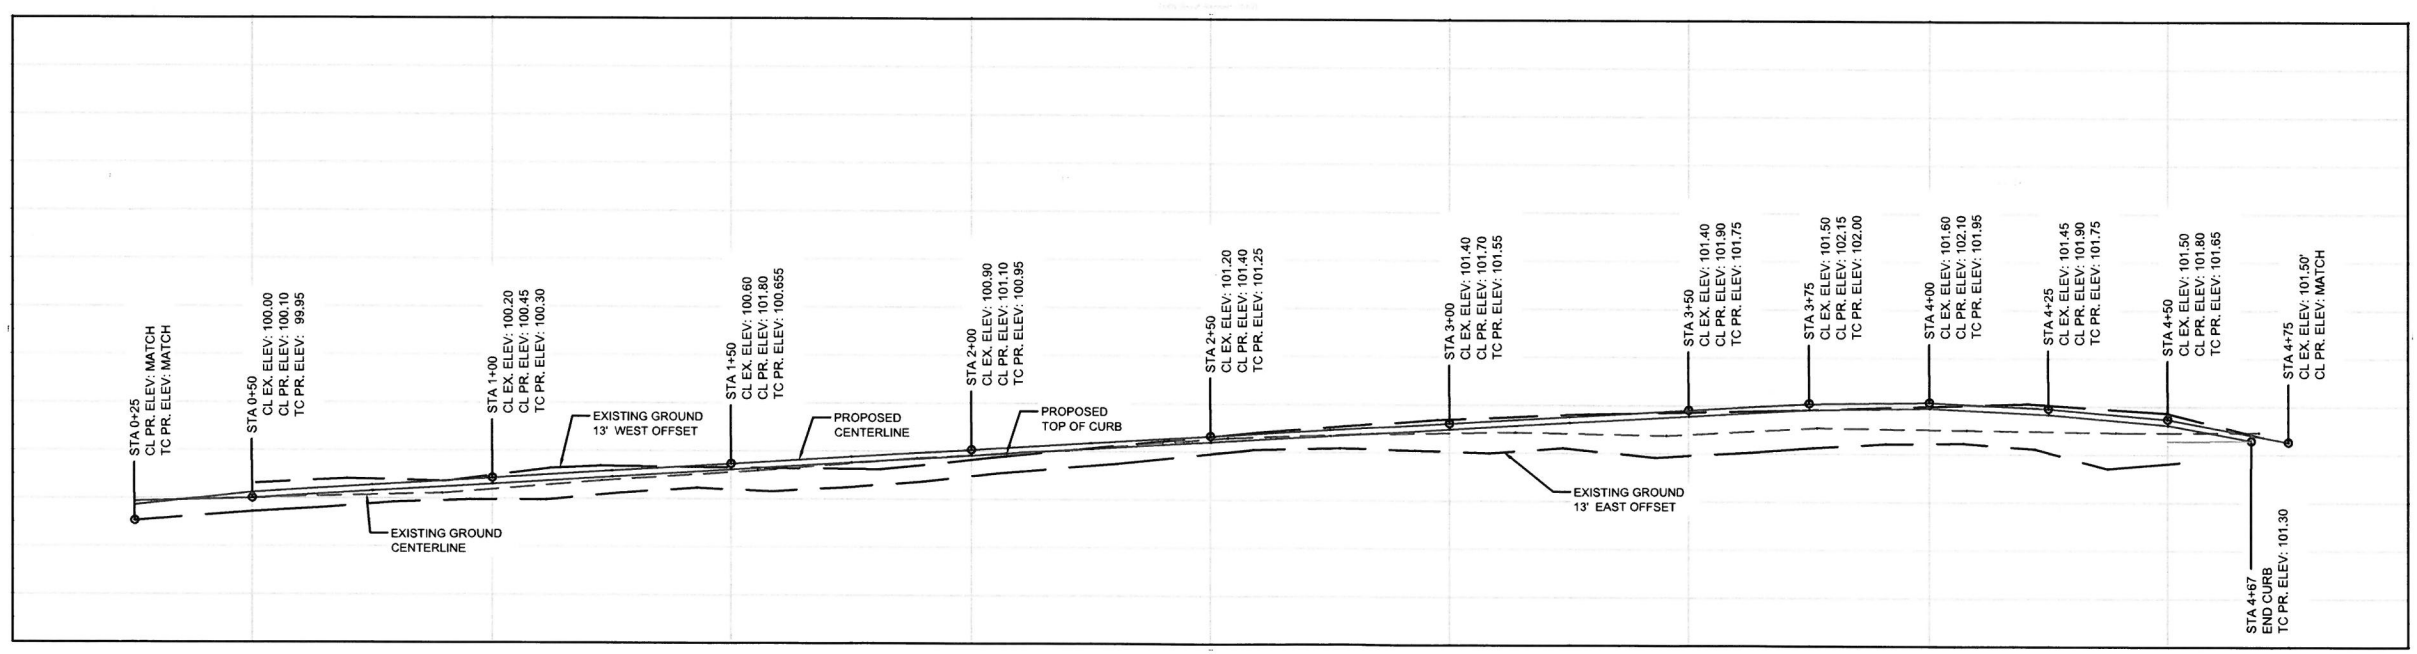 STA 0+25
CL PR. ELEV: MATCH
TC PR. ELEV: MATCH
STA 0+50
CL EX. ELEV: 100.00
CL PR. ELEV: 100.10
TC PR. ELEV: 99.95
STA 1+00
CL EX. ELEV: 100.20
CL PR. ELEV: 100.45
TC PR. ELEV: 100.30
STA 1+50
CL EX. ELEV: 100.60
CL PR. ELEV: 101.80
TC PR. ELEV: 100.655
STA 2+00
CL EX. ELEV: 100.90
CL PR. ELEV: 101.10
TC PR. ELEV: 100.95
STA 2+50
CL EX. ELEV: 101.20
CL PR. ELEV: 101.40
TC PR. ELEV: 101.25
STA 3+00
CL EX. ELEV: 101.40
CL PR. ELEV: 101.70
TC PR. ELEV: 101.55
STA 3+50
CL EX. ELEV: 101.40
CL PR. ELEV: 101.90
TC PR. ELEV: 101.75
STA 3+75
CL EX. ELEV: 101.50
CL PR. ELEV: 102.15
TC PR. ELEV: 102.00
STA 4+00
CL EX. ELEV: 101.60
CL PR. ELEV: 102.10
TC PR. ELEV: 101.95
STA 4+25
CL EX. ELEV: 101.45
CL PR. ELEV: 101.90
TC PR. ELEV: 101.75
STA 4+50
CL EX. ELEV: 101.50
CL PR. ELEV: 101.80
TC PR. ELEV: 101.65
STA 4+75
CL EX. ELEV: 101.50'
CL PR. ELEV: MATCH
EXISTING GROUND
13' WEST OFFSET
PROPOSED
CENTERLINE
PROPOSED
TOP OF CURB
EXISTING GROUND
CENTERLINE
EXISTING GROUND
13' EAST OFFSET
STA 4+67
END CURB
TC PR. ELEV: 101.30